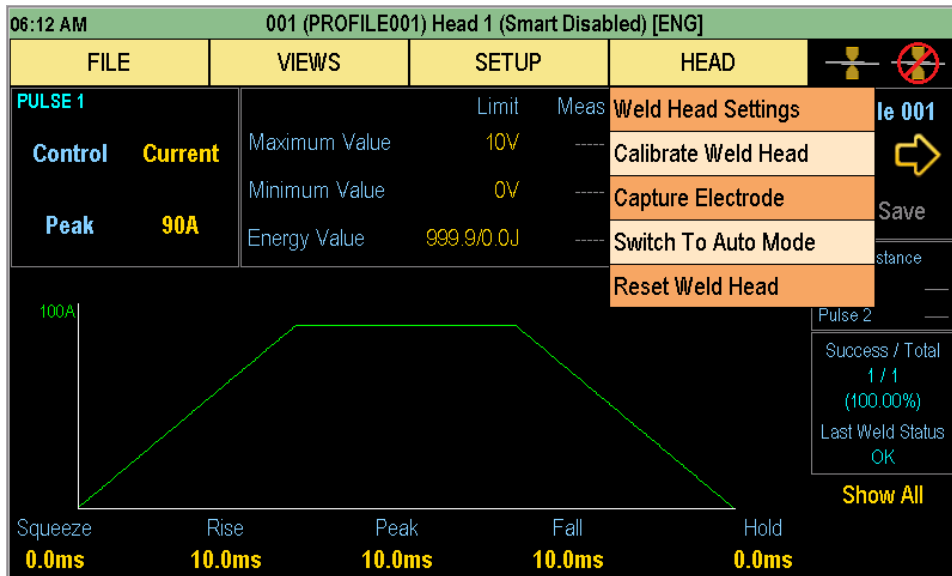 06:12 AM 001 (PROFILE001) Head 1 (Smart Disabled) [ENG]
FILE VIEWS SETUP HEAD
PULSE 1
Control Current
Peak 90A
Limit Meas
Maximum Value 10V -----
Minimum Value 0V -----
Energy Value 999.9/0.0J -----
Weld Head Settings
Calibrate Weld Head
Capture Electrode
Switch To Auto Mode
Reset Weld Head
le 001
Save
stance
Pulse 2
Success / Total
1 / 1
(100.00%)
Last Weld Status
OK
Show All
100A
Squeeze Rise Peak Fall Hold
0.0ms 10.0ms 10.0ms 10.0ms 0.0ms